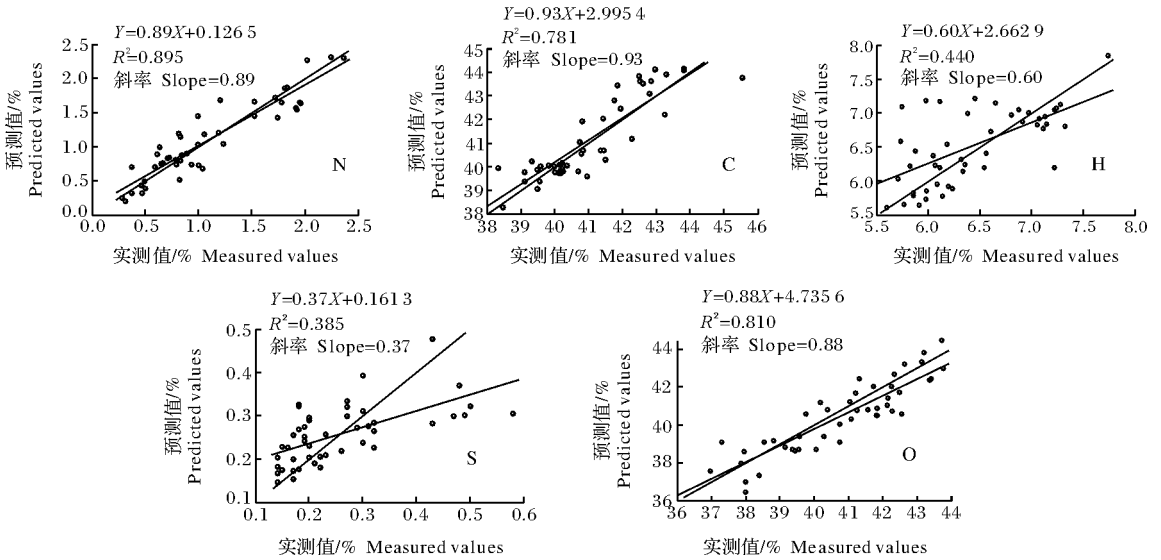 Y=0.89X+0.126 5
R²=0.895
斜率 Slope=0.89
预测值/%
Predicted values
2.5
2.0
1.5
1.0
0.5
0.0
N
0.0 0.5 1.0 1.5 2.0 2.5
实测值/% Measured values
Y=0.93X+2.995 4
R²=0.781
斜率 Slope=0.93
预测值/%
Predicted values
45
44
43
42
41
40
39
38
C
38 39 40 41 42 43 44 45 46
实测值/% Measured values
Y=0.60X+2.662 9
R²=0.440
斜率 Slope=0.60
预测值/%
Predicted values
8.0
7.5
7.0
6.5
6.0
5.5
H
5.5 6.0 6.5 7.0 7.5 8.0
实测值/% Measured values
Y=0.37X+0.161 3
R²=0.385
斜率 Slope=0.37
预测值/%
Predicted values
0.5
0.4
0.3
0.2
0.1
S
0.1 0.2 0.3 0.4 0.5 0.6
实测值/% Measured values
Y=0.88X+4.735 6
R²=0.810
斜率 Slope=0.88
预测值/%
Predicted values
44
42
40
38
36
O
36 37 38 39 40 41 42 43 44
实测值/% Measured values